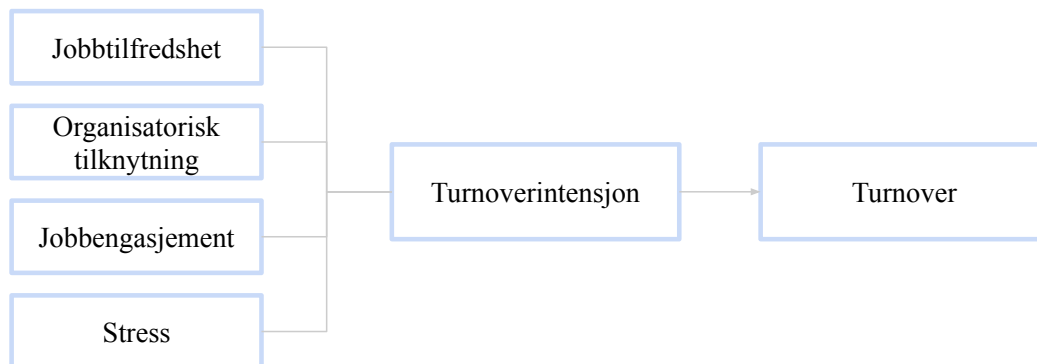 Jobbtilfredshet
Organisatorisk
tilknytning
Jobbengasjement
Stress
Turnoverintensjon
Turnover